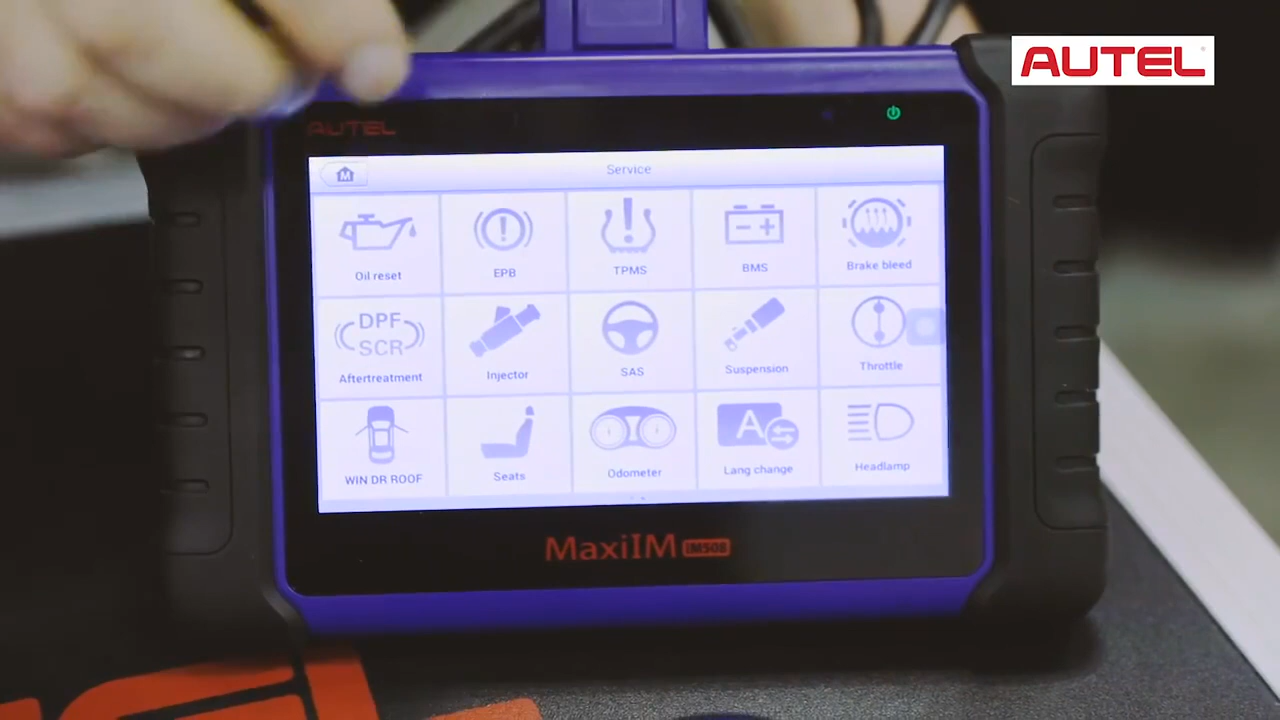 AUTEL
AUTEL
Service
M
Oil reset
EPB
TPMS
BMS
Brake bleed
DPF
SCR
Aftertreatment
Injector
SAS
Suspension
Throttle
WIN DR ROOF
Seats
Odometer
A
Lang change
Headlamp
MaxiIM IM508